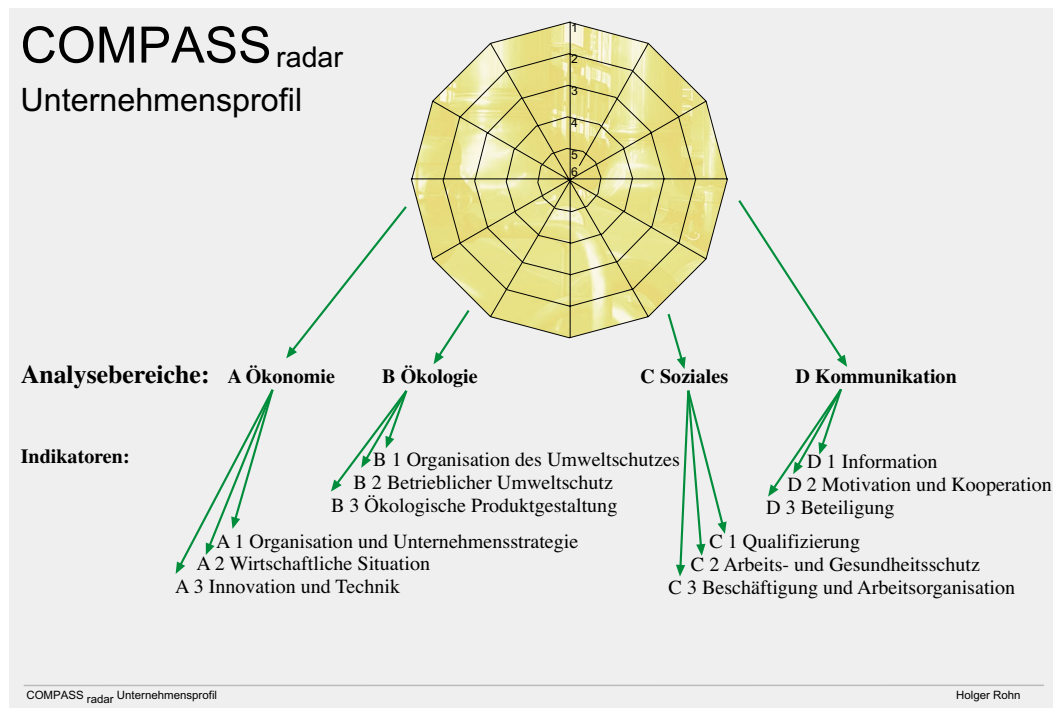 COMPASS radar
Unternehmensprofil
1
2
3
4
5
6
Analysebereiche: A Ökonomie B Ökologie C Soziales D Kommunikation
Indikatoren:
B 1 Organisation des Umweltschutzes
B 2 Betrieblicher Umweltschutz
B 3 Ökologische Produktgestaltung
D 1 Information
D 2 Motivation und Kooperation
D 3 Beteiligung
A 1 Organisation und Unternehmensstrategie
A 2 Wirtschaftliche Situation
A 3 Innovation und Technik
C 1 Qualifizierung
C 2 Arbeits- und Gesundheitsschutz
C 3 Beschäftigung und Arbeitsorganisation
COMPASS radar Unternehmensprofil
Holger Rohn